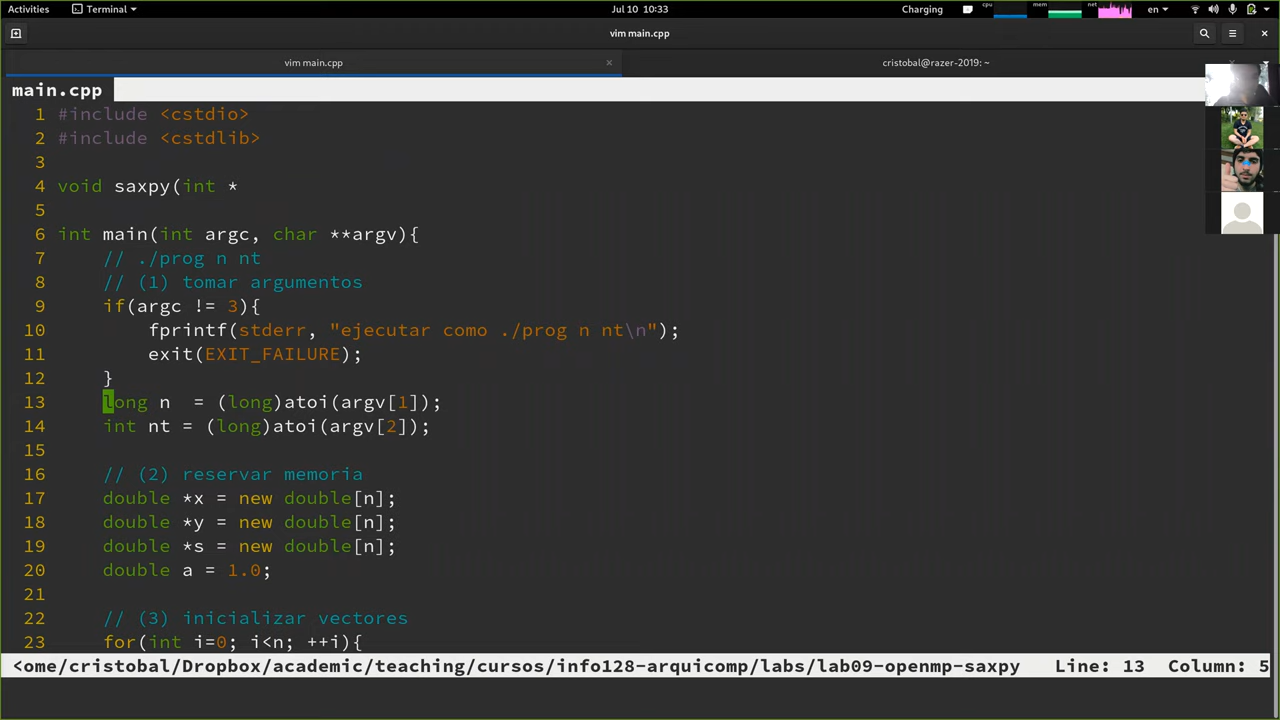 Activities Terminal Jul 10 10:33 Charging cpu mem net en
vim main.cpp
vim main.cpp × cristobal@razer-2019: ~
main.cpp
1 #include <cstdio>
2 #include <cstdlib>
3
4 void saxpy(int *
5
6 int main(int argc, char **argv){
7 // ./prog n nt
8 // (1) tomar argumentos
9 if(argc != 3){
10 fprintf(stderr, "ejecutar como ./prog n nt\n");
11 exit(EXIT_FAILURE);
12 }
13 long n  = (long)atoi(argv[1]);
14 int nt = (long)atoi(argv[2]);
15
16 // (2) reservar memoria
17 double *x = new double[n];
18 double *y = new double[n];
19 double *s = new double[n];
20 double a = 1.0;
21
22 // (3) inicializar vectores
23 for(int i=0; i<n; ++i){
<ome/cristobal/Dropbox/academic/teaching/cursos/info128-arquicomp/labs/lab09-openmp-saxpy Line: 13 Column: 5